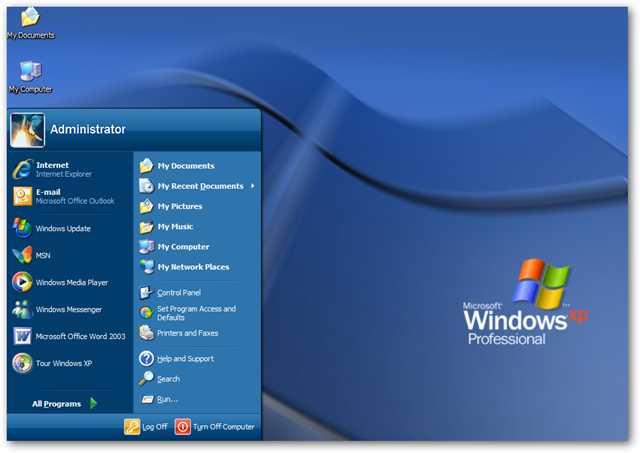 My Documents
My Computer
Administrator
Internet
Internet Explorer
E-mail
Microsoft Office Outlook
Windows Update
MSN
Windows Media Player
Windows Messenger
Microsoft Office Word 2003
Tour Windows XP
All Programs
My Documents
My Recent Documents
My Pictures
My Music
My Computer
My Network Places
Control Panel
Set Program Access and
Defaults
Printers and Faxes
Help and Support
Search
Run...
Log Off
Turn Off Computer
Microsoft®
Windows xp
Professional